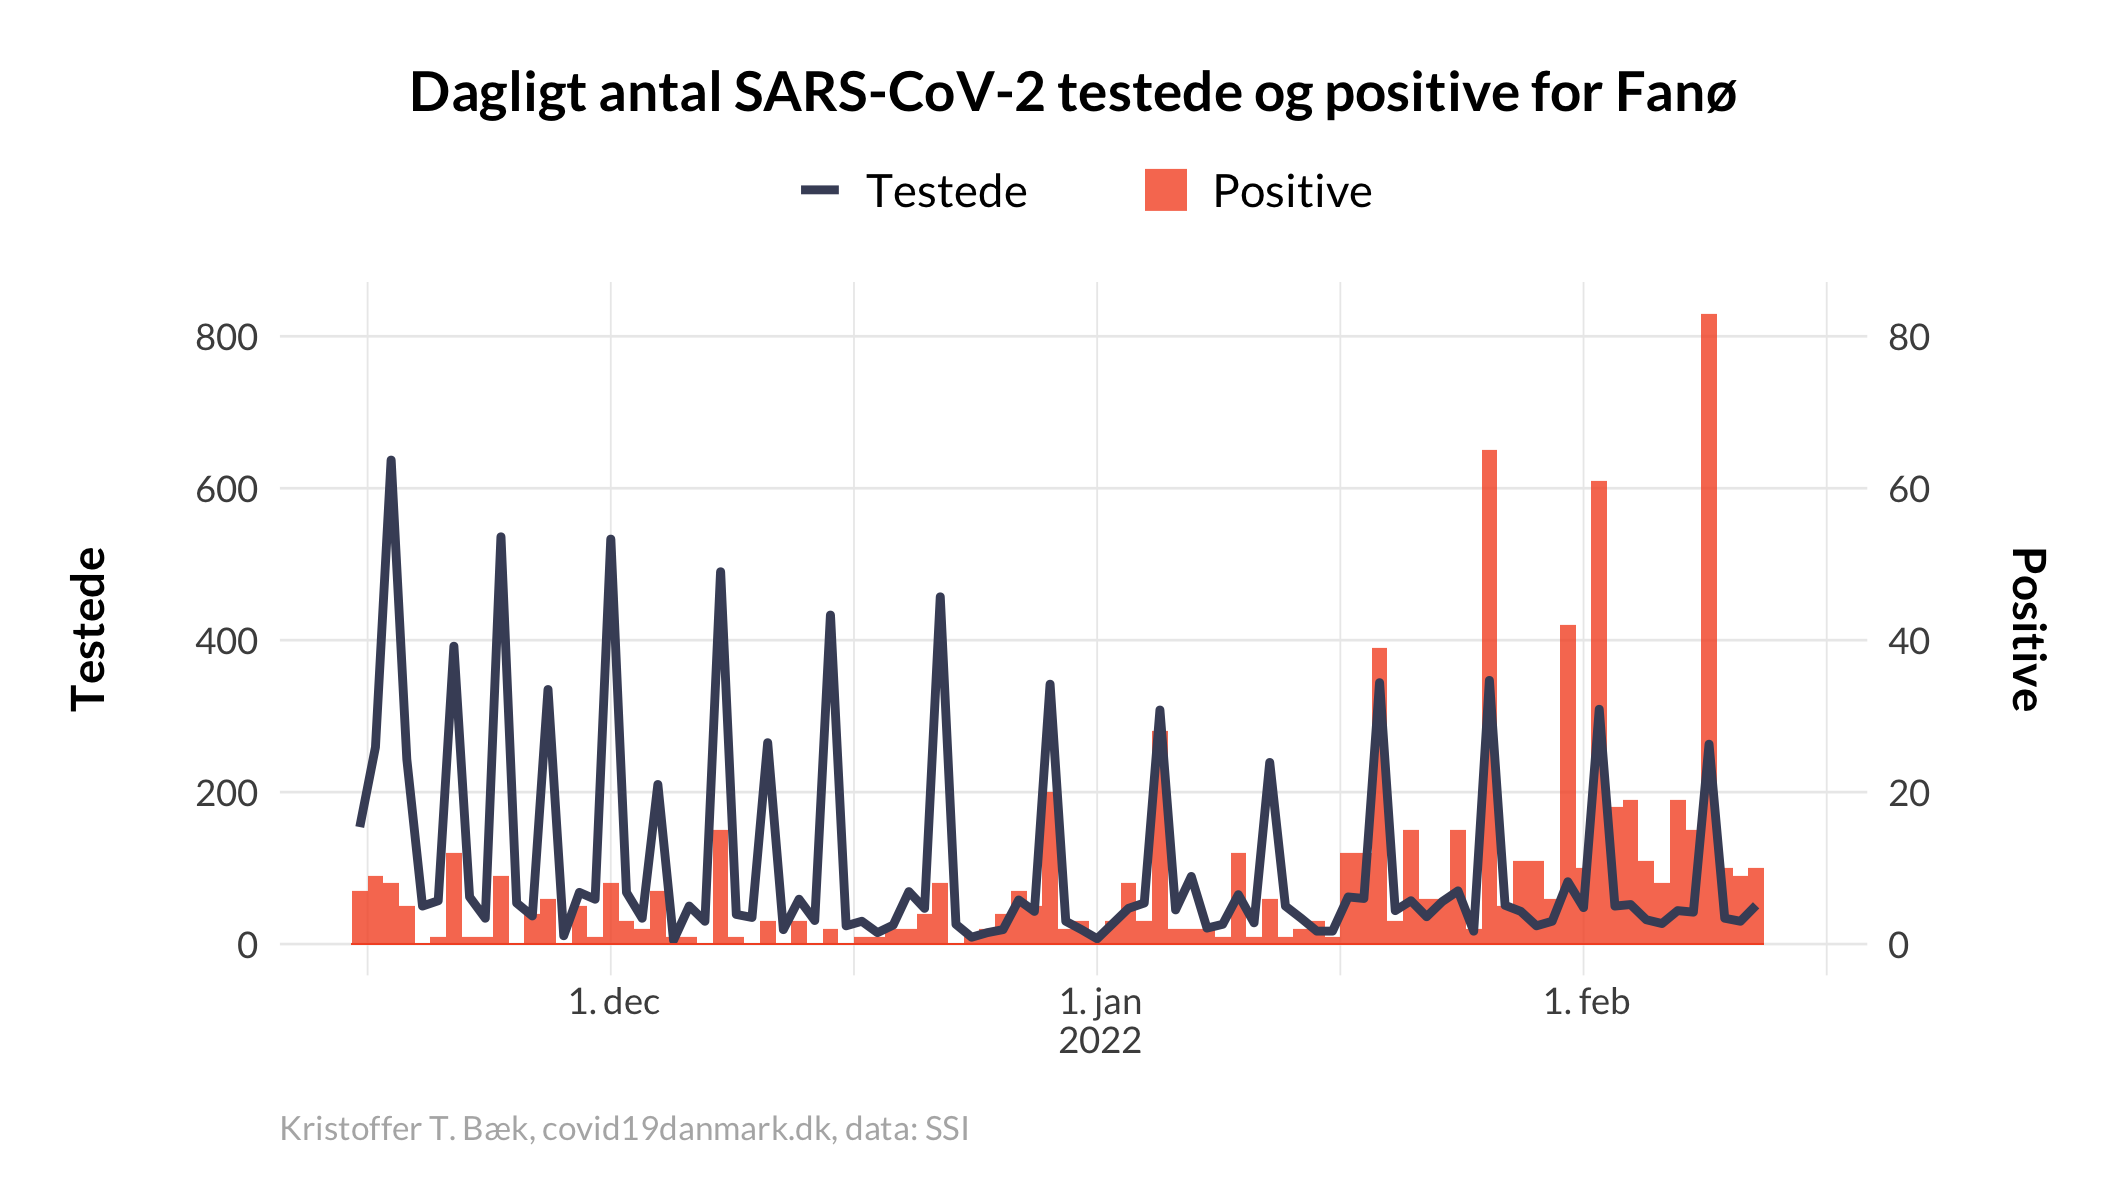 Dagligt antal SARS-CoV-2 testede og positive for Fanø
Testede
Positive
800
600
400
200
0
80
60
40
20
0
Testede
Positive
1. dec
1. jan
2022
1. feb
Kristoffer T. Bæk, covid19danmark.dk, data: SSI